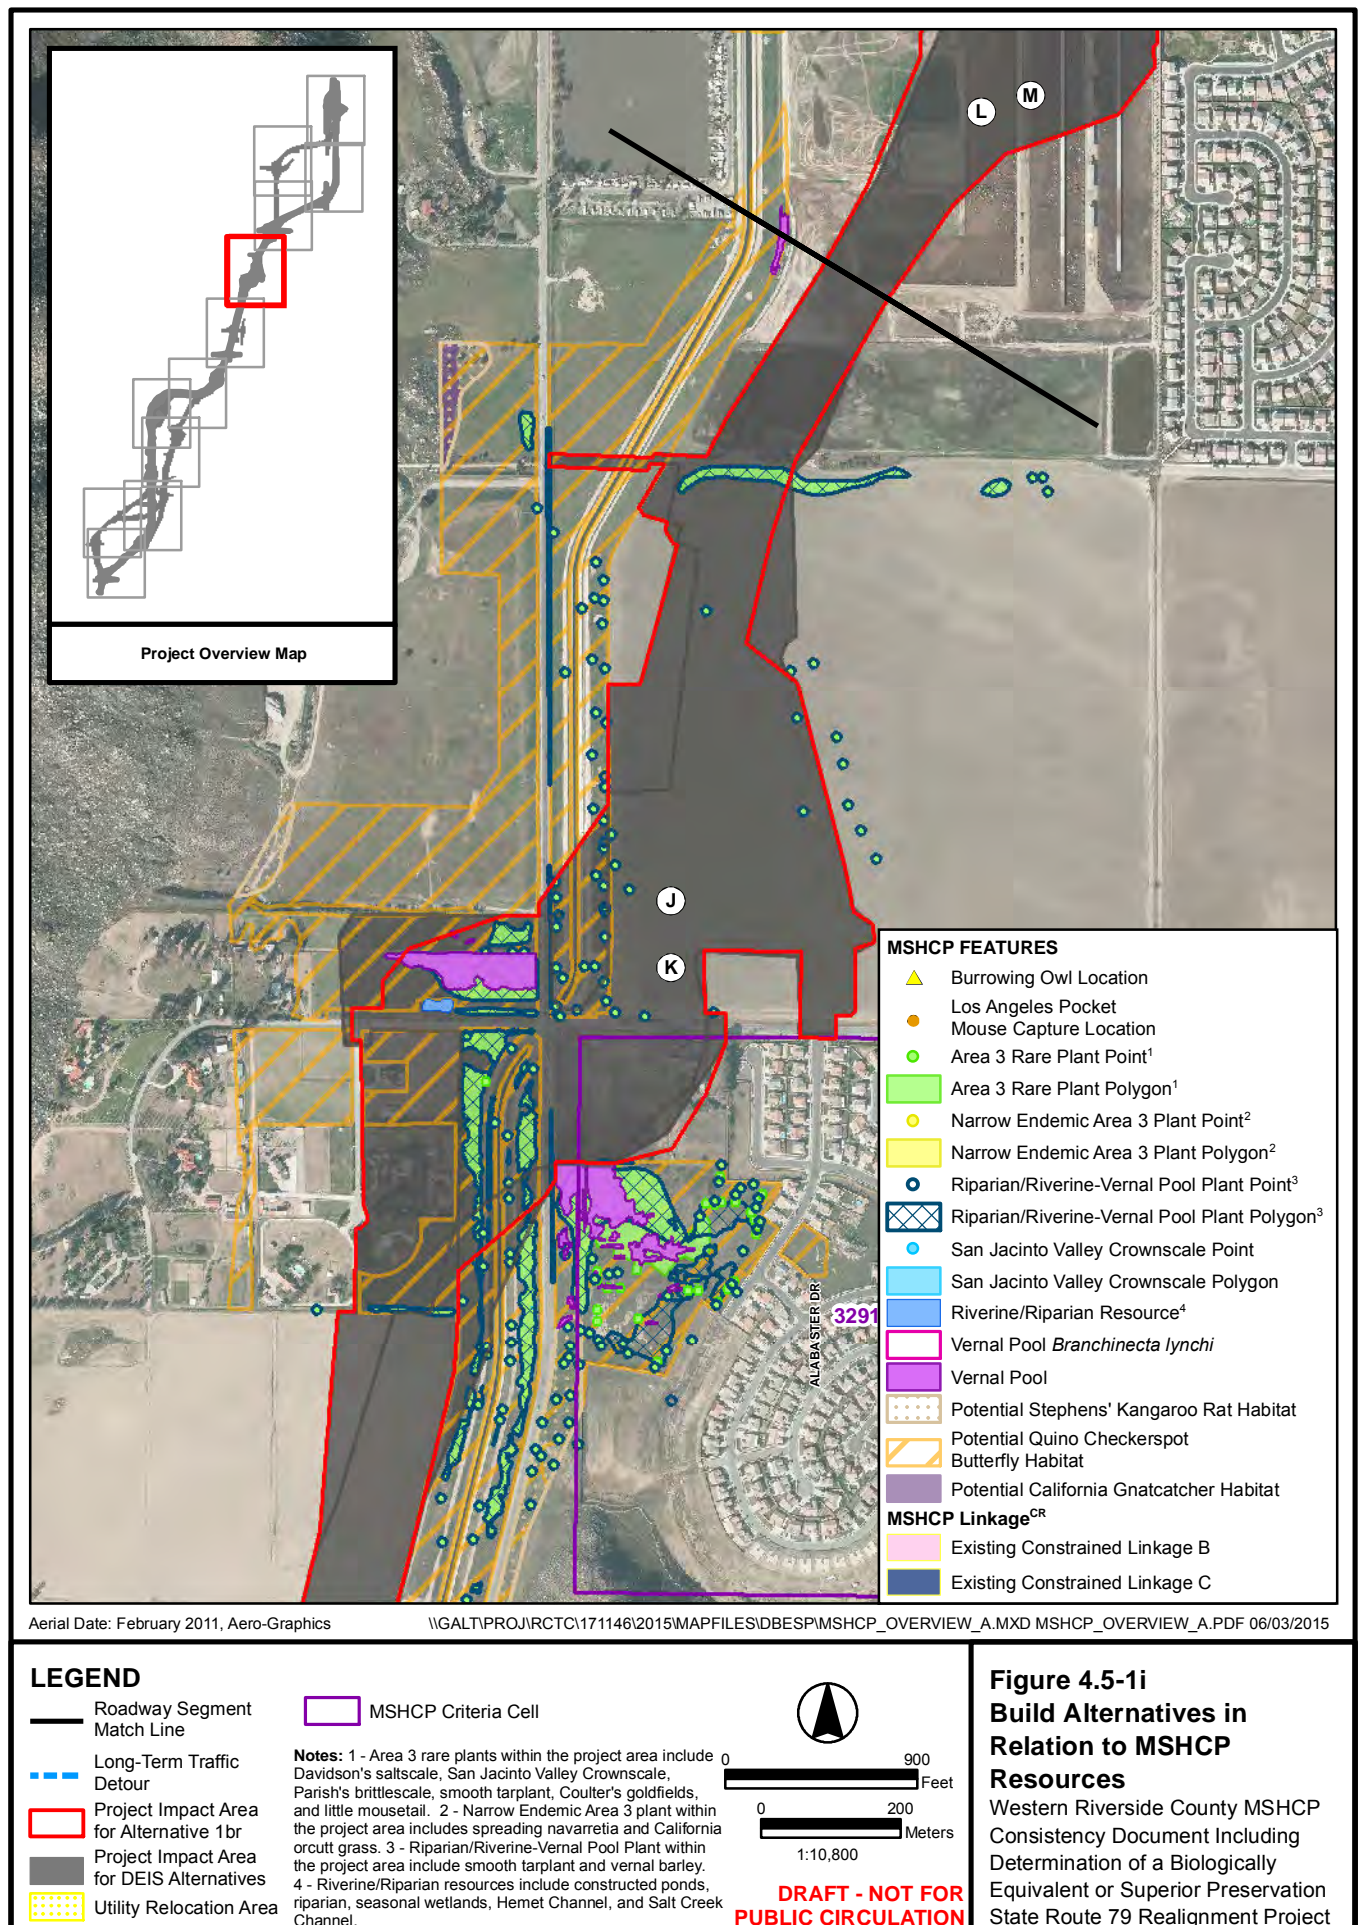 L
M
Project Overview Map
J
K
3291
ALABASTER DR
MSHCP FEATURES
Burrowing Owl Location
Los Angeles Pocket
Mouse Capture Location
Area 3 Rare Plant Point1
Area 3 Rare Plant Polygon1
Narrow Endemic Area 3 Plant Point2
Narrow Endemic Area 3 Plant Polygon2
Riparian/Riverine-Vernal Pool Plant Point3
Riparian/Riverine-Vernal Pool Plant Polygon3
San Jacinto Valley Crownscale Point
San Jacinto Valley Crownscale Polygon
Riverine/Riparian Resource4
Vernal Pool Branchinecta lynchi
Vernal Pool
Potential Stephens' Kangaroo Rat Habitat
Potential Quino Checkerspot
Butterfly Habitat
Potential California Gnatcatcher Habitat
MSHCP LinkageCR
Existing Constrained Linkage B
Existing Constrained Linkage C
Aerial Date: February 2011, Aero-Graphics
\\GALT\PROJ\RCTC\171146\2015\MAPFILES\DBESP\MSHCP_OVERVIEW_A.MXD MSHCP_OVERVIEW_A.PDF 06/03/2015
LEGEND
Roadway Segment
Match Line
Long-Term Traffic
Detour
Project Impact Area
for Alternative 1br
Project Impact Area
for DEIS Alternatives
Utility Relocation Area
MSHCP Criteria Cell
Notes: 1 - Area 3 rare plants within the project area include
Davidson's saltscale, San Jacinto Valley Crownscale,
Parish's brittlescale, smooth tarplant, Coulter's goldfields,
and little mousetail. 2 - Narrow Endemic Area 3 plant within
the project area includes spreading navarretia and California
orcutt grass. 3 - Riparian/Riverine-Vernal Pool Plant within
the project area include smooth tarplant and vernal barley.
4 - Riverine/Riparian resources include constructed ponds,
riparian, seasonal wetlands, Hemet Channel, and Salt Creek
Channel.
0 900
Feet
0 200
Meters
1:10,800
DRAFT - NOT FOR
PUBLIC CIRCULATION
Figure 4.5-1i
Build Alternatives in
Relation to MSHCP
Resources
Western Riverside County MSHCP
Consistency Document Including
Determination of a Biologically
Equivalent or Superior Preservation
State Route 79 Realignment Project